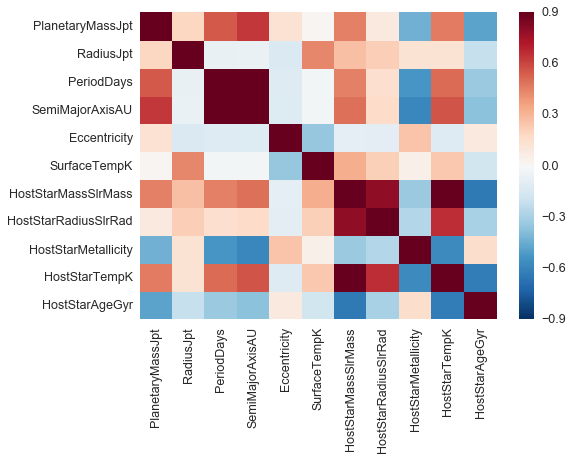 PlanetaryMassJpt
RadiusJpt
PeriodDays
SemiMajorAxisAU
Eccentricity
SurfaceTempK
HostStarMassSlrMass
HostStarRadiusSlrRad
HostStarMetallicity
HostStarTempK
HostStarAgeGyr
PlanetaryMassJpt
RadiusJpt
PeriodDays
SemiMajorAxisAU
Eccentricity
SurfaceTempK
HostStarMassSlrMass
HostStarRadiusSlrRad
HostStarMetallicity
HostStarTempK
HostStarAgeGyr
0.9
0.6
0.3
0.0
−0.3
−0.6
−0.9